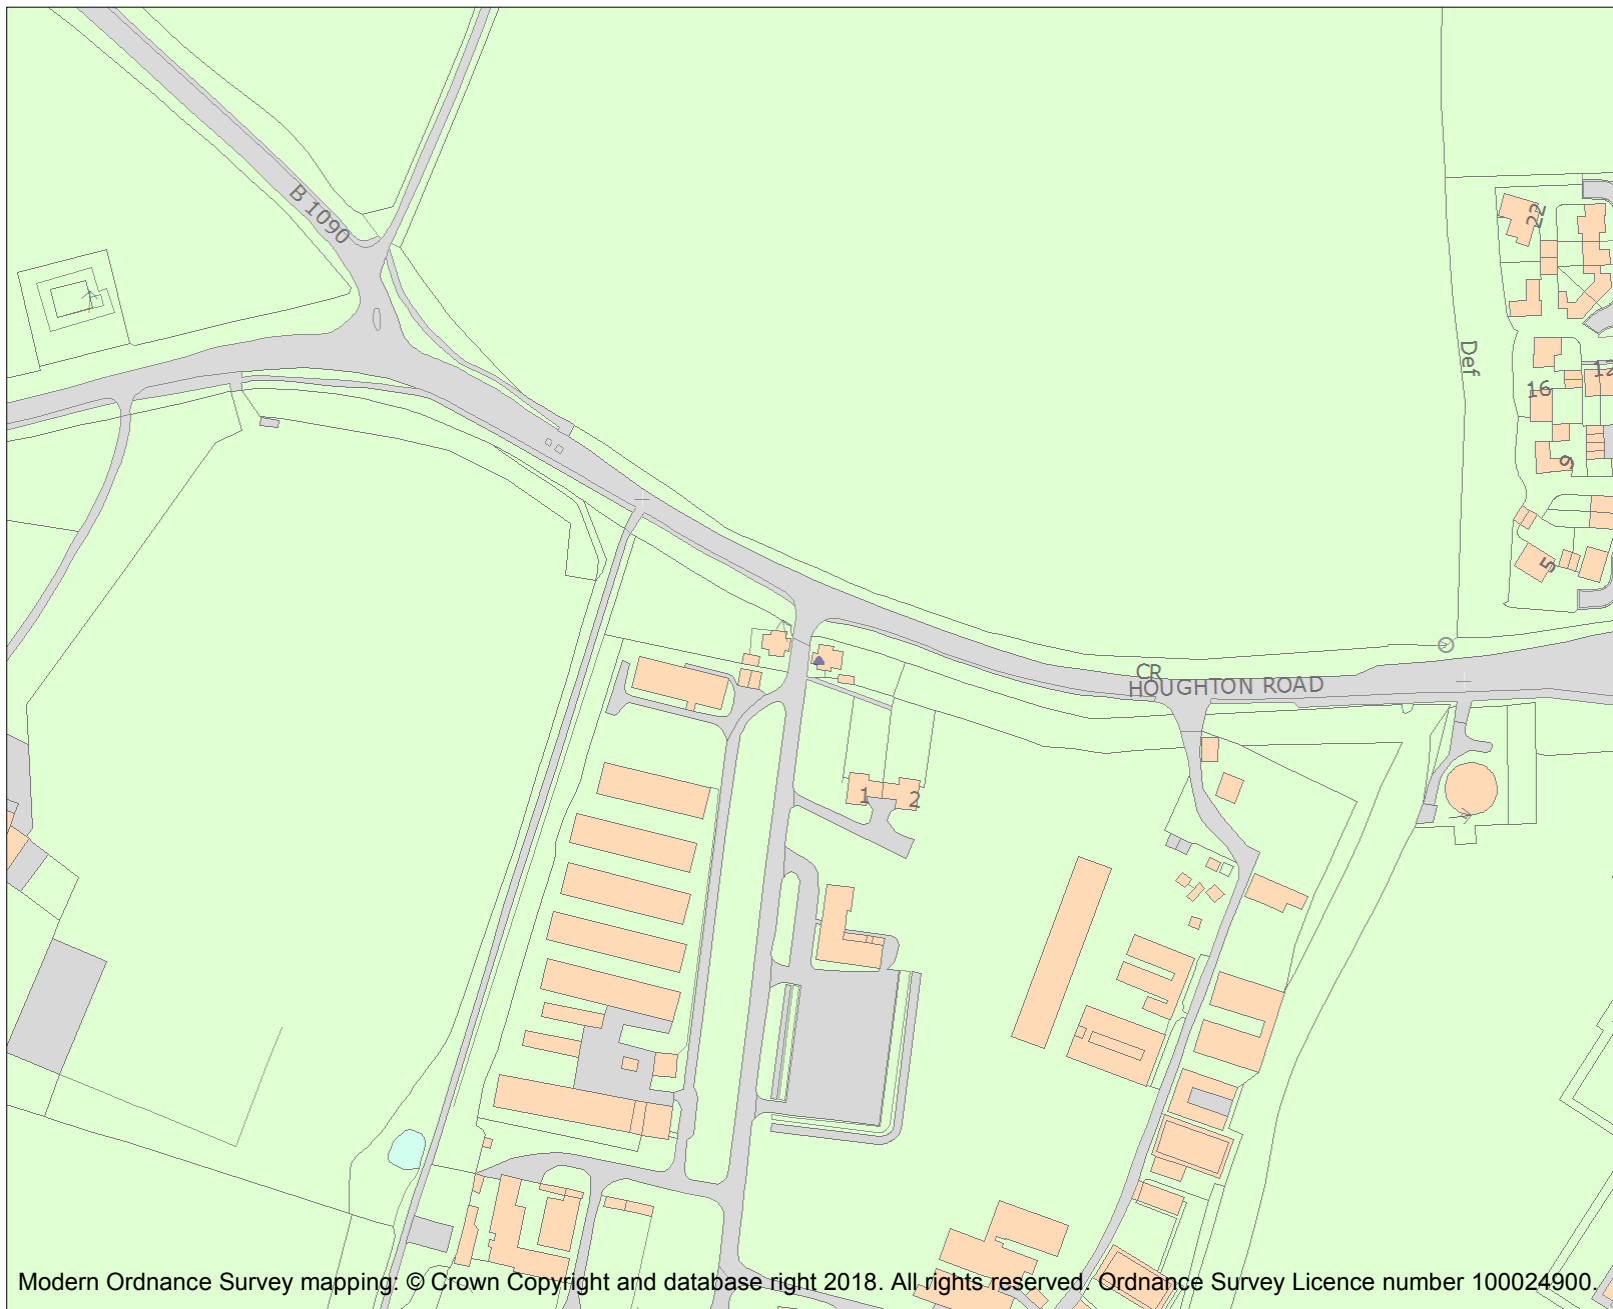 B 1090
22
Def
12
16
9
5
CR
HOUGHTON ROAD
1
2
Modern Ordnance Survey mapping: © Crown Copyright and database right 2018. All rights reserved. Ordnance Survey Licence number 100024900.